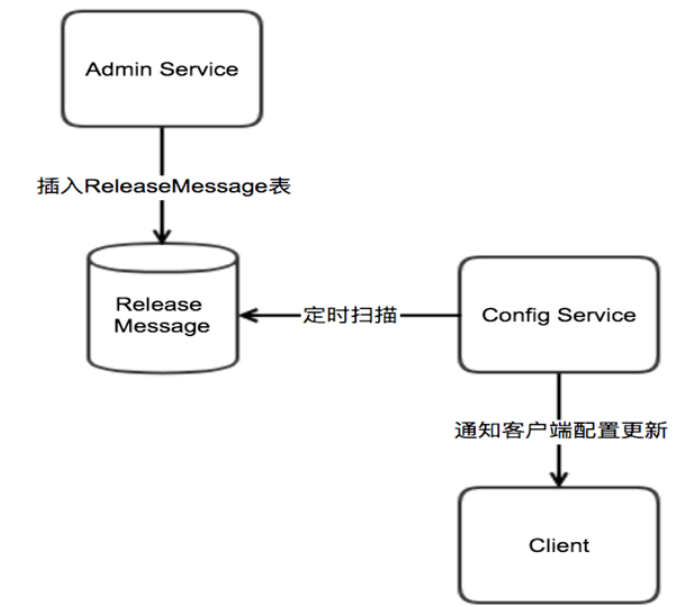 Admin Service
插入ReleaseMessage表
Release
Message
定时扫描
Config Service
通知客户端配置更新
Client